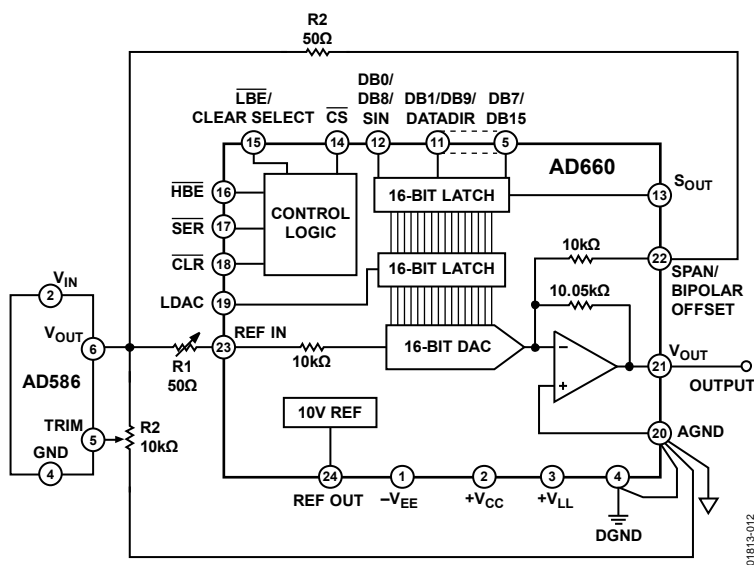 R2
50Ω
LBE/
CLEAR SELECT
CS
DB0/
DB8/
SIN
DB1/DB9/
DATADIR
DB7/
DB15
15
14
12
11
5
AD660
HBE
16
SER
17
CLR
18
LDAC
19
CONTROL
LOGIC
16-BIT LATCH
16-BIT LATCH
13
SOUT
10kΩ
22
SPAN/
BIPOLAR
OFFSET
10.05kΩ
VIN
2
VOUT
6
AD586
TRIM
5
GND
4
R1
50Ω
23
REF IN
10kΩ
16-BIT DAC
–
+
21
VOUT
OUTPUT
R2
10kΩ
10V REF
20
AGND
24
REF OUT
1
–VEE
2
+VCC
3
+VLL
4
DGND
01813-012